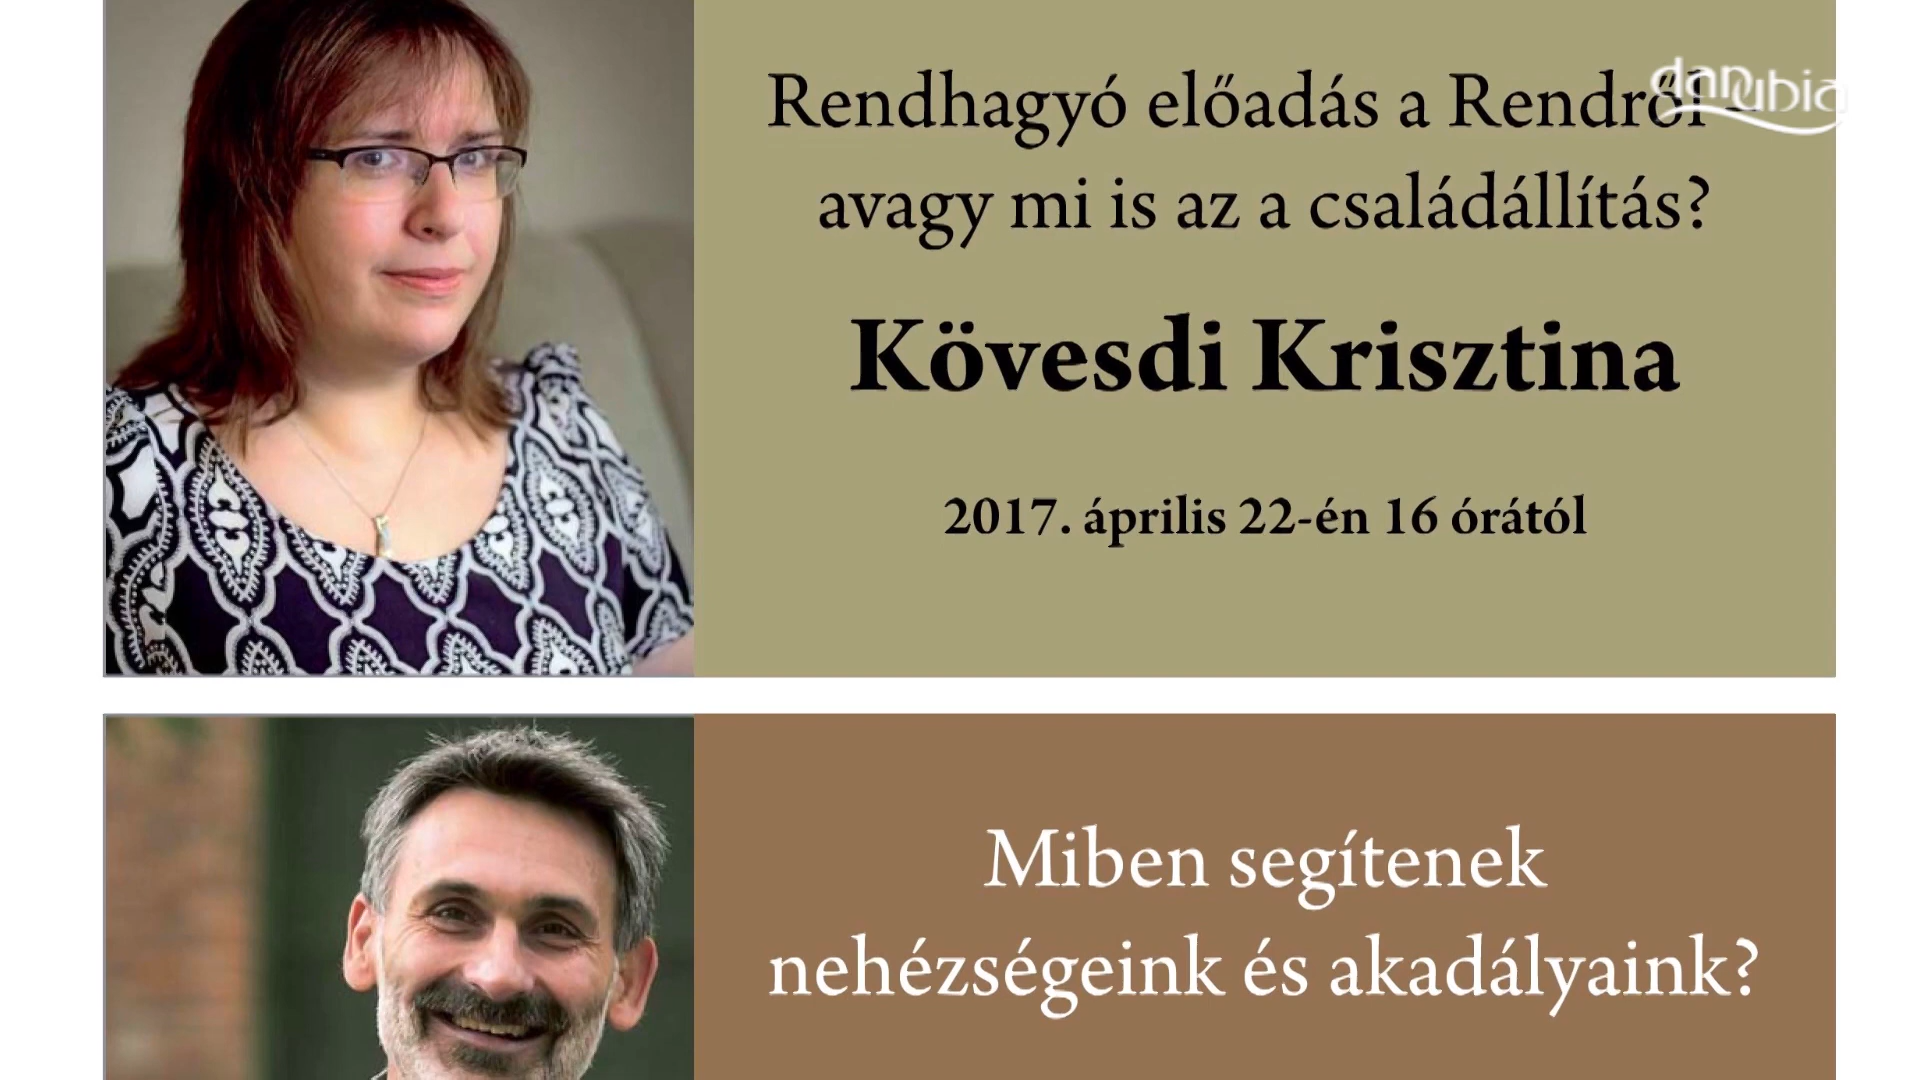 danubia
Rendhagyó előadás a Rendről –
avagy mi is az a családállítás?
Kövesdi Krisztina
2017. április 22-én 16 órától
Miben segítenek
nehézségeink és akadályaink?